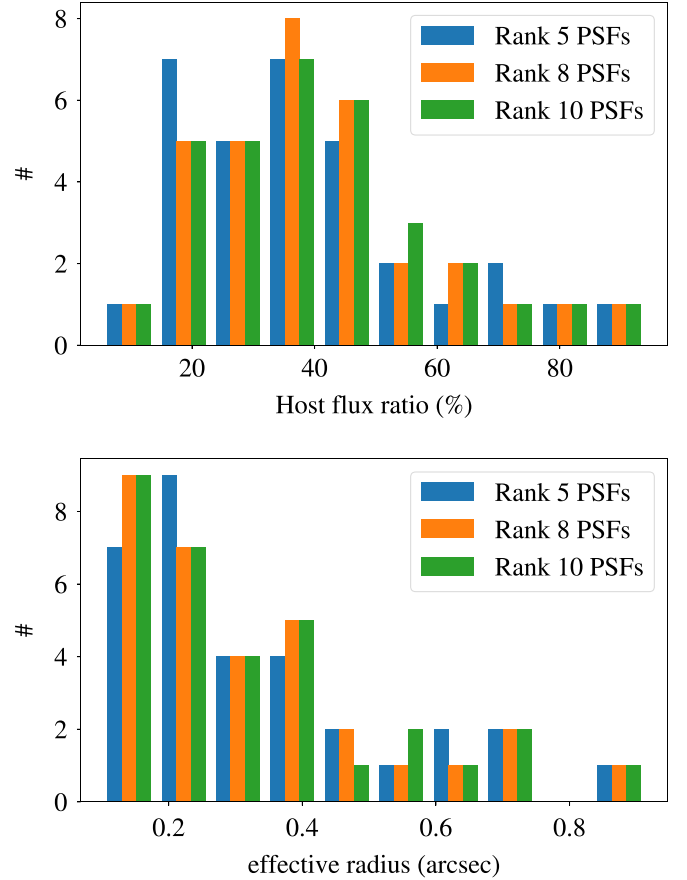 8
6
4
2
0
#
Rank 5 PSFs
Rank 8 PSFs
Rank 10 PSFs
20 40 60 80
Host flux ratio (%)
8
6
4
2
0
#
Rank 5 PSFs
Rank 8 PSFs
Rank 10 PSFs
0.2 0.4 0.6 0.8
effective radius (arcsec)